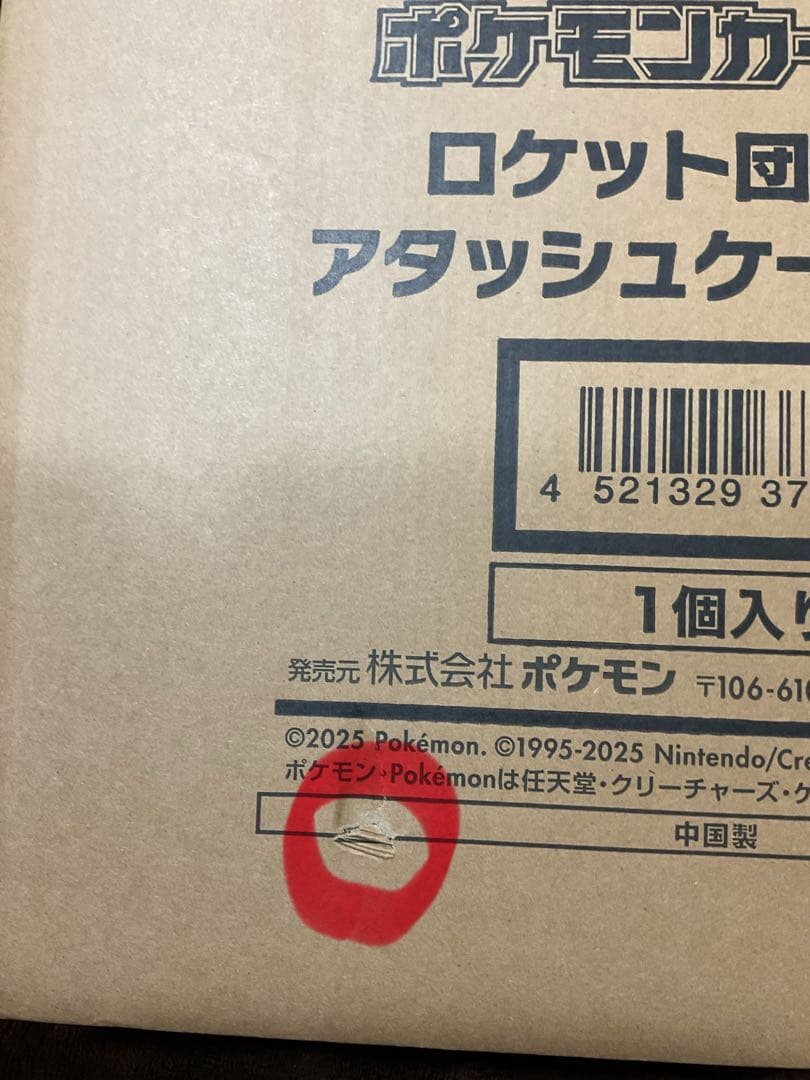 ポケモンカー
ロケット団
アタッシュケー
4 521329 37
1個入り
発売元 株式会社 ポケモン 〒106-610
©2025 Pokémon. ©1995-2025 Nintendo/Cre
ポケモン・Pokémonは任天堂・クリーチャーズ・ゲ
中国製